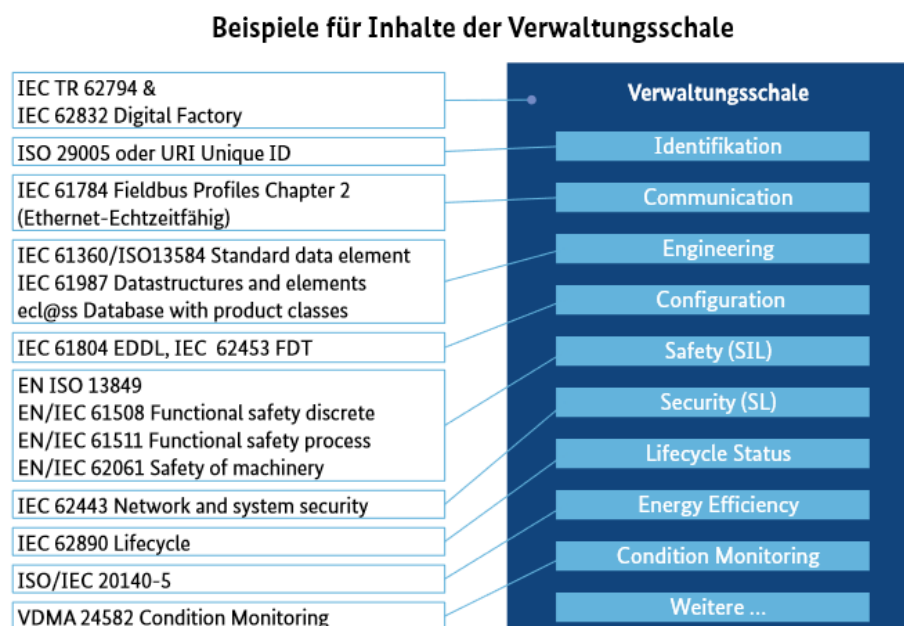 Beispiele für Inhalte der Verwaltungsschale
IEC TR 62794 &
IEC 62832 Digital Factory
ISO 29005 oder URI Unique ID
IEC 61784 Fieldbus Profiles Chapter 2
(Ethernet-Echtzeitfähig)
IEC 61360/ISO13584 Standard data element
IEC 61987 Datastructures and elements
ecl@ss Database with product classes
IEC 61804 EDDL, IEC 62453 FDT
EN ISO 13849
EN/IEC 61508 Functional safety discrete
EN/IEC 61511 Functional safety process
EN/IEC 62061 Safety of machinery
IEC 62443 Network and system security
IEC 62890 Lifecycle
ISO/IEC 20140-5
VDMA 24582 Condition Monitoring
Verwaltungsschale
Identifikation
Communication
Engineering
Configuration
Safety (SIL)
Security (SL)
Lifecycle Status
Energy Efficiency
Condition Monitoring
Weitere ...